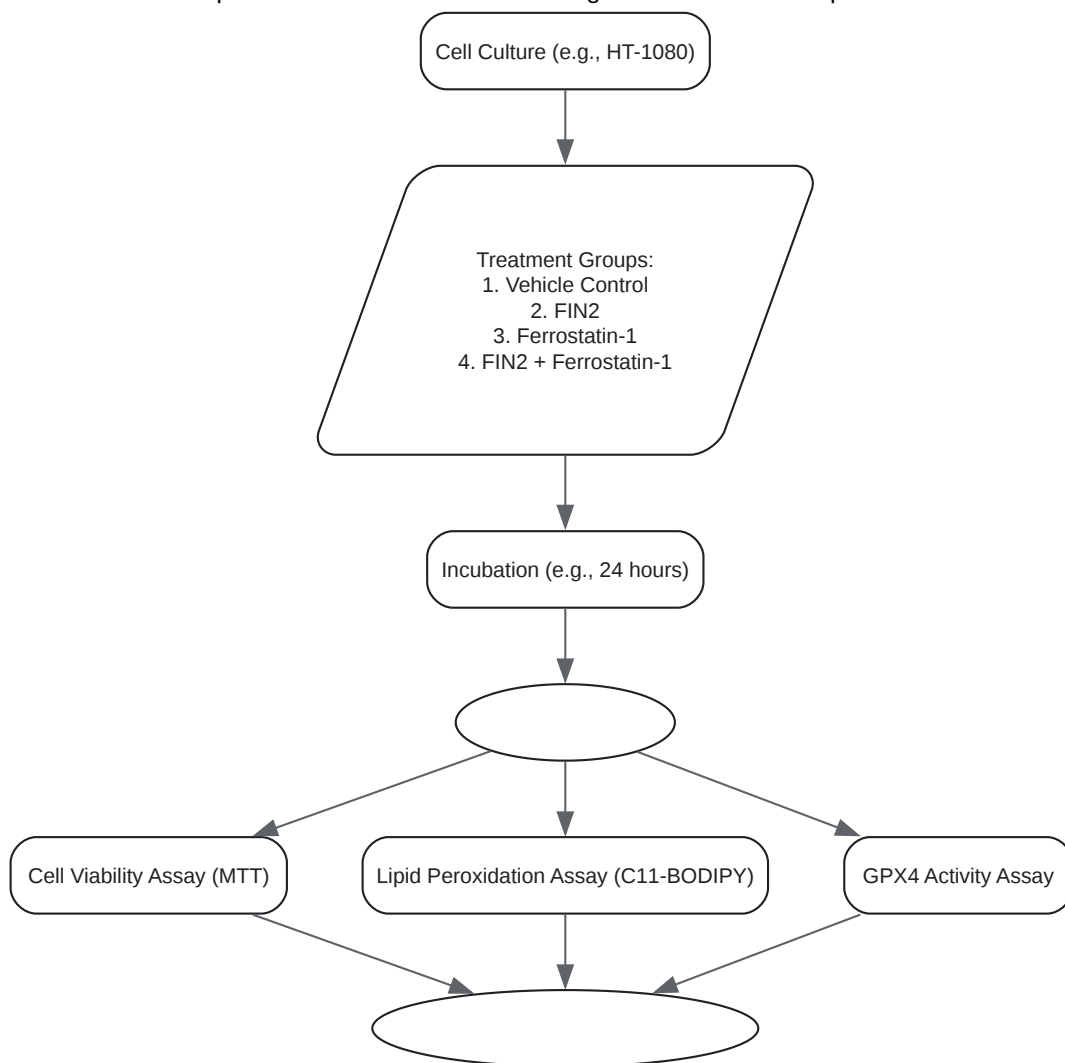 Cell Culture (e.g., HT-1080)
Treatment Groups:
1. Vehicle Control
2. FIN2
3. Ferrostatin-1
4. FIN2 + Ferrostatin-1
Incubation (e.g., 24 hours)
Cell Viability Assay (MTT)
Lipid Peroxidation Assay (C11-BODIPY)
GPX4 Activity Assay